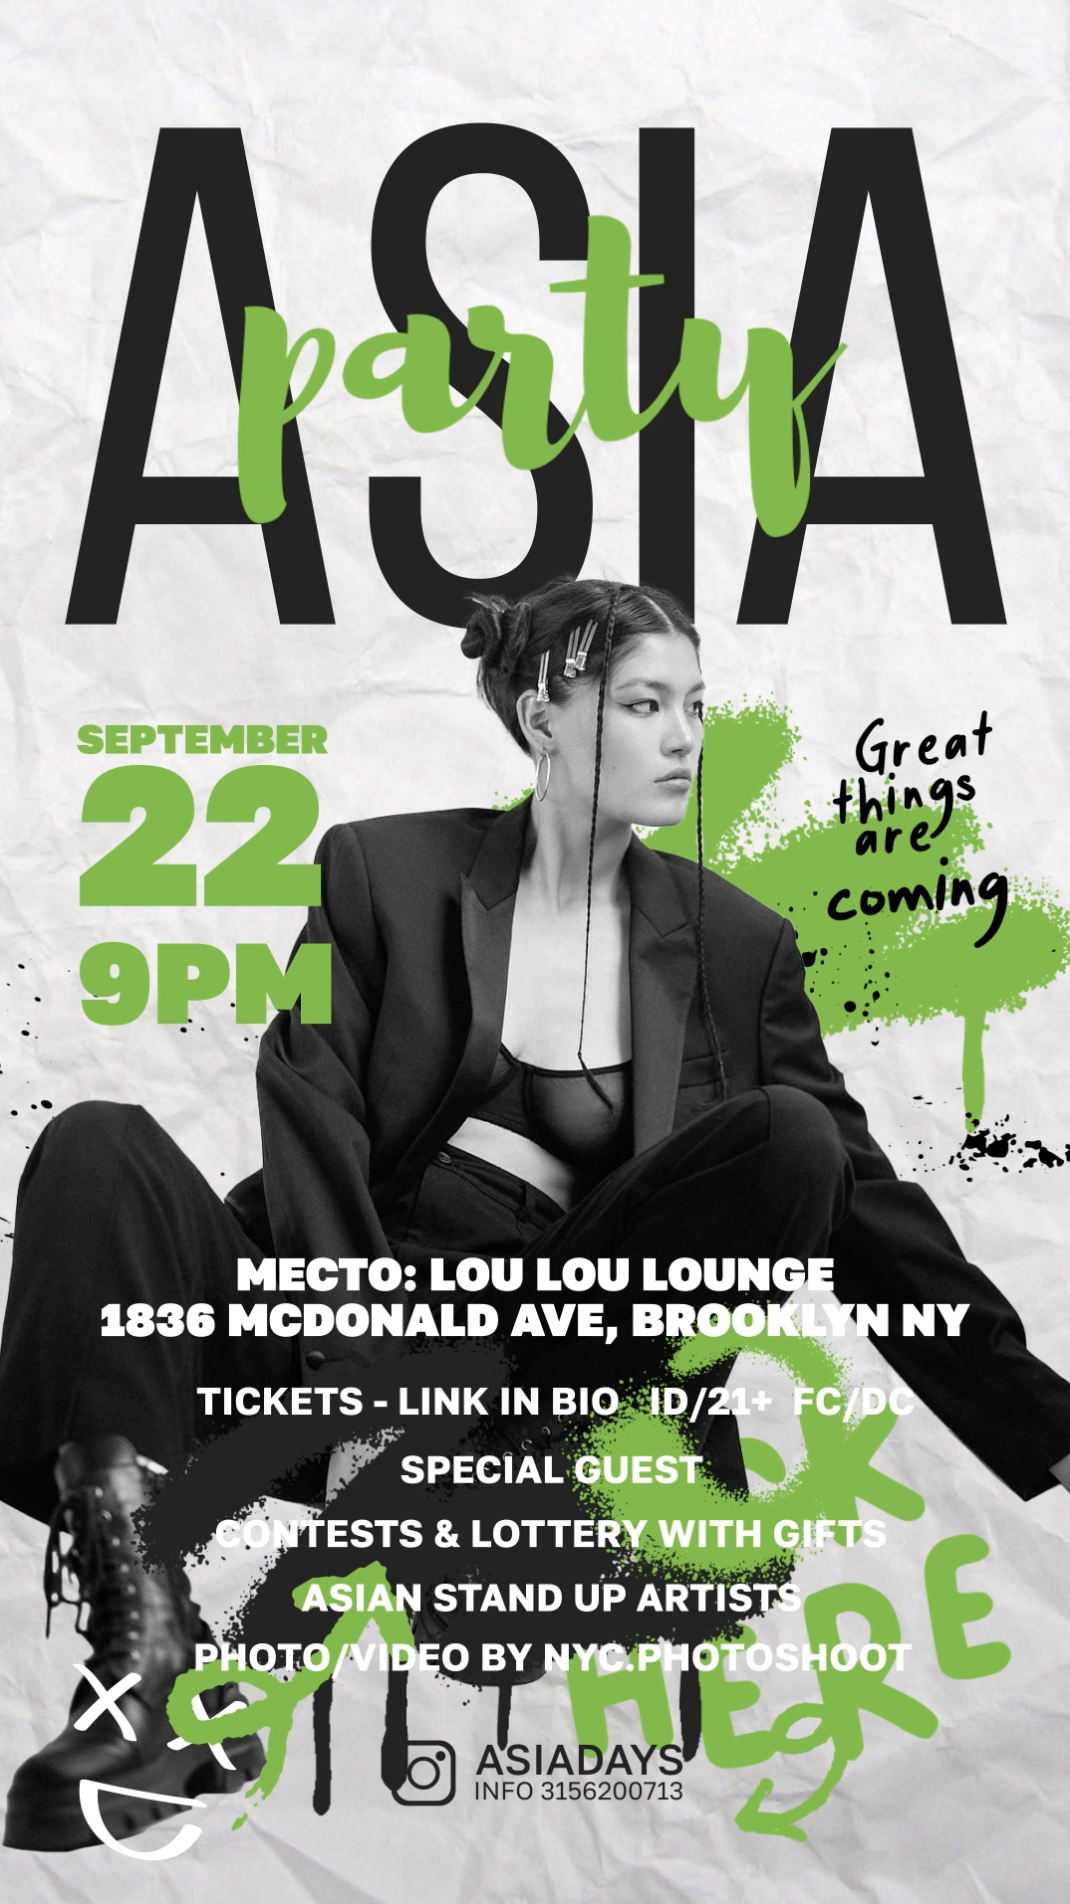 ASIA
party
SEPTEMBER
22
9PM
Great
things
are
coming
МЕСТО: LOU LOU LOUNGE
1836 MCDONALD AVE, BROOKLYN NY
TICKETS - LINK IN BIO ID/21+ FC/DC
SPECIAL GUEST
CONTESTS & LOTTERY WITH GIFTS
ASIAN STAND UP ARTISTS
PHOTO/VIDEO BY NYC.PHOTOSHOOT
HERE
ASIADAYS
INFO 3156200713